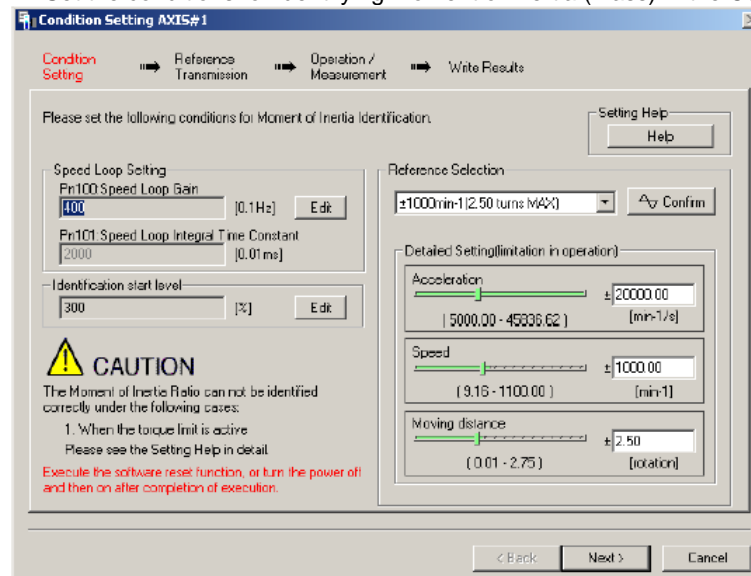 Condition Setting AXIS#1
Condition Setting
Reference Transmission
Operation / Measurement
Write Results
Please set the following conditions for Moment of Inertia Identification.
Setting Help
Help
Speed Loop Setting
Pn100:Speed Loop Gain
400 [0.1Hz] Edit
Pn101:Speed Loop Integral Time Constant
2000 [0.01ms]
Identification start level
300 [%] Edit
CAUTION
The Moment of Inertia Ratio can not be identified
correctly under the following cases:
1. When the torque limit is active
Please see the Setting Help in detail.
Execute the software reset function, or turn the power off
and then on after completion of execution.
Reference Selection
±1000min-1(2.50 turns MAX) Confirm
Detailed Setting(limitation in operation)
Acceleration
± 20000.00
( 5000.00 - 45836.62 ) [min-1/s]
Speed
± 1000.00
( 9.16 - 1100.00 ) [min-1]
Moving distance
± 2.50
( 0.01 - 2.75 ) [rotation]
< Back Next > Cancel